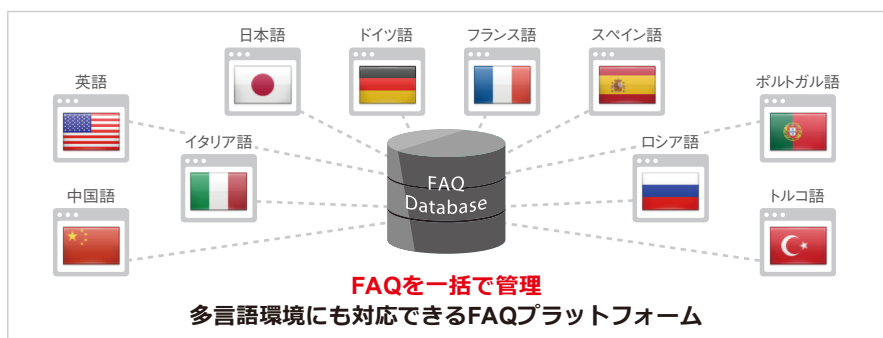 日本語
ドイツ語
フランス語
スペイン語
英語
ポルトガル語
イタリア語
ロシア語
中国語
トルコ語
FAQ
Database
FAQを一括で管理
多言語環境にも対応できるFAQプラットフォーム